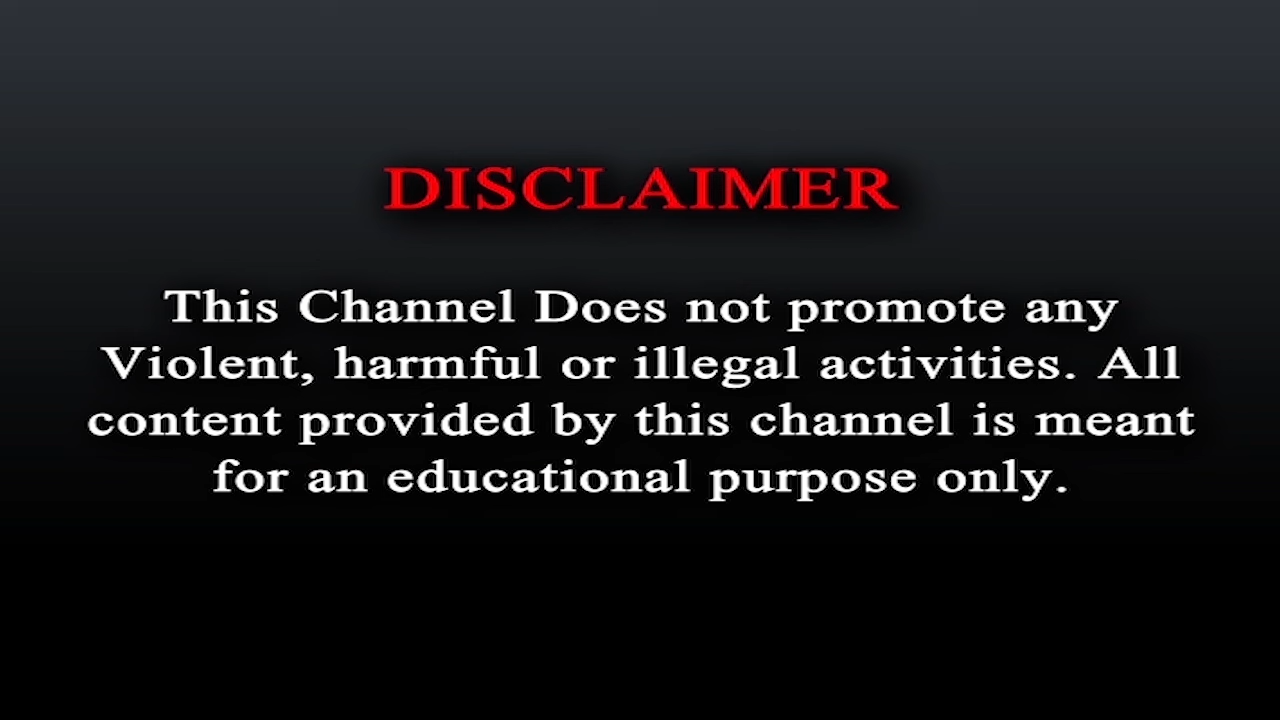 DISCLAIMER
This Channel Does not promote any
Violent, harmful or illegal activities. All
content provided by this channel is meant
for an educational purpose only.